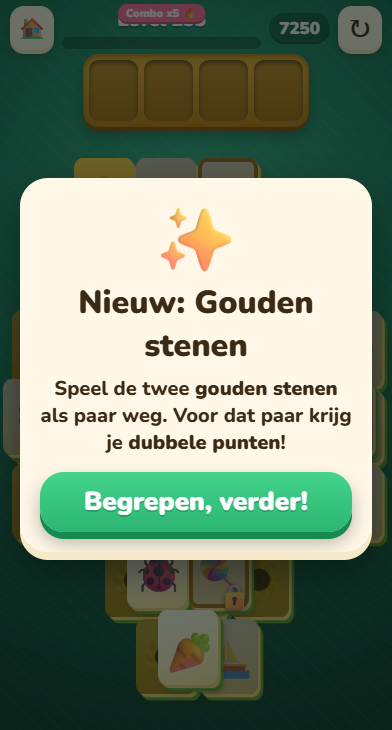 Combo x5 🔥
7250
Nieuw: Gouden
stenen
Speel de twee gouden stenen
als paar weg. Voor dat paar krijg
je dubbele punten!
Begrepen, verder!